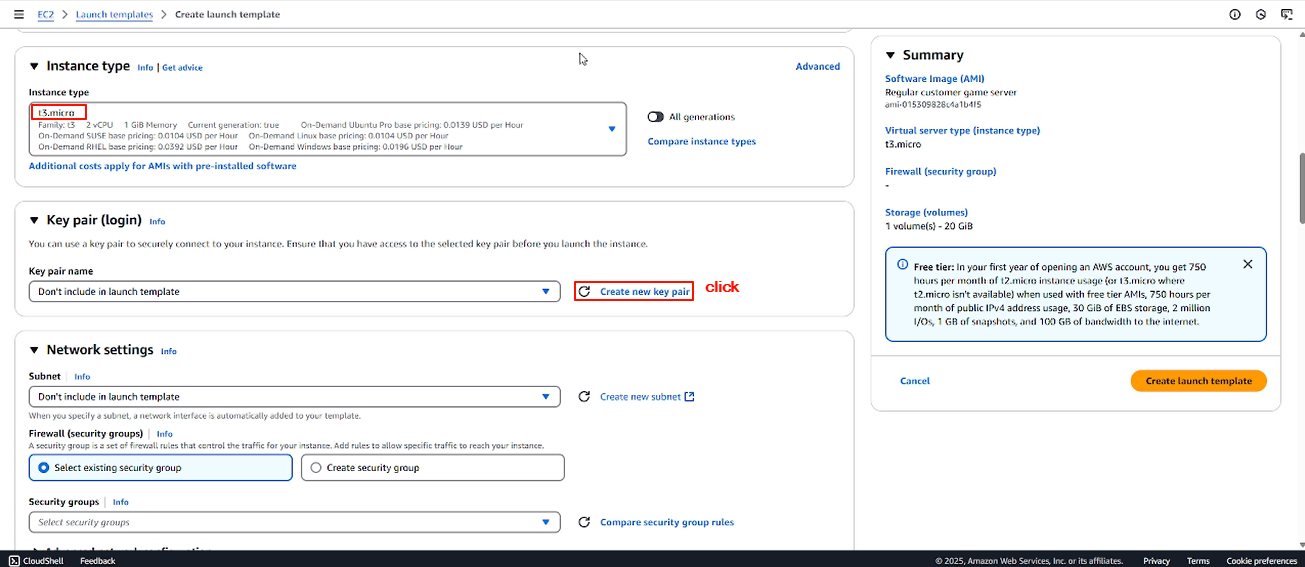 EC2 > Launch templates > Create launch template
Instance type Info | Get advice
Advanced
Instance type
t3.micro
Family: t3 2 vCPU 1 GiB Memory Current generation: true On-Demand Ubuntu Pro base pricing: 0.0139 USD per Hour
On-Demand SUSE base pricing: 0.0104 USD per Hour On-Demand Linux base pricing: 0.0104 USD per Hour
On-Demand RHEL base pricing: 0.0392 USD per Hour On-Demand Windows base pricing: 0.0196 USD per Hour
All generations
Compare instance types
Additional costs apply for AMIs with pre-installed software
Key pair (login) Info
You can use a key pair to securely connect to your instance. Ensure that you have access to the selected key pair before you launch the instance.
Key pair name
Don't include in launch template
Create new key pair
click
Network settings Info
Subnet Info
Don't include in launch template
Create new subnet
When you specify a subnet, a network interface is automatically added to your template.
Firewall (security groups) Info
A security group is a set of firewall rules that control the traffic for your instance. Add rules to allow specific traffic to reach your instance.
Select existing security group
Create security group
Security groups Info
Select security groups
Compare security group rules
Summary
Software Image (AMI)
Regular customer game server
ami-015309828c4a1b4f5
Virtual server type (instance type)
t3.micro
Firewall (security group)
-
Storage (volumes)
1 volume(s) - 20 GiB
Free tier: In your first year of opening an AWS account, you get 750
hours per month of t2.micro instance usage (or t3.micro where
t2.micro isn't available) when used with free tier AMIs, 750 hours per
month of public IPv4 address usage, 30 GiB of EBS storage, 2 million
I/Os, 1 GB of snapshots, and 100 GB of bandwidth to the internet.
Cancel
Create launch template
CloudShell Feedback
© 2025, Amazon Web Services, Inc. or its affiliates. Privacy Terms Cookie preferences